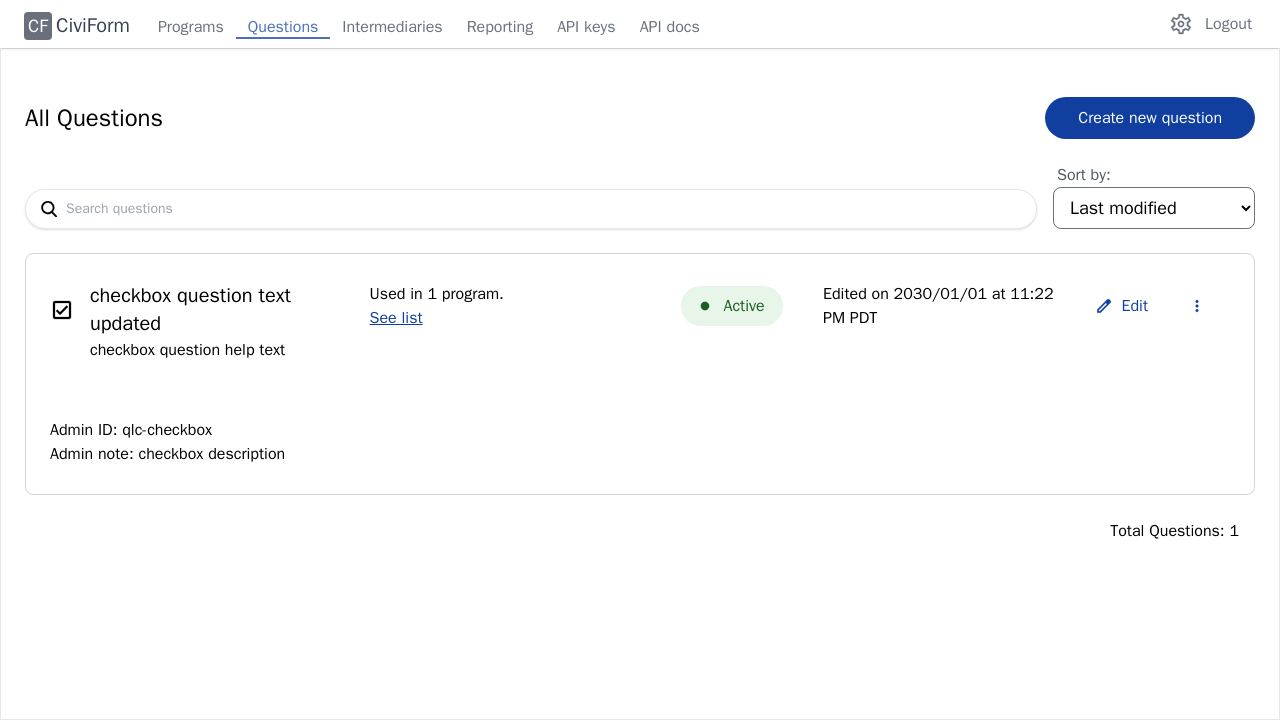 CF CiviForm Programs Questions Intermediaries Reporting API keys API docs Logout
All Questions
Create new question
Sort by:
Search questions
Last modified
checkbox question text
updated
checkbox question help text
Used in 1 program.
See list
Active
Edited on 2030/01/01 at 11:22
PM PDT
Edit
Admin ID: qlc-checkbox
Admin note: checkbox description
Total Questions: 1